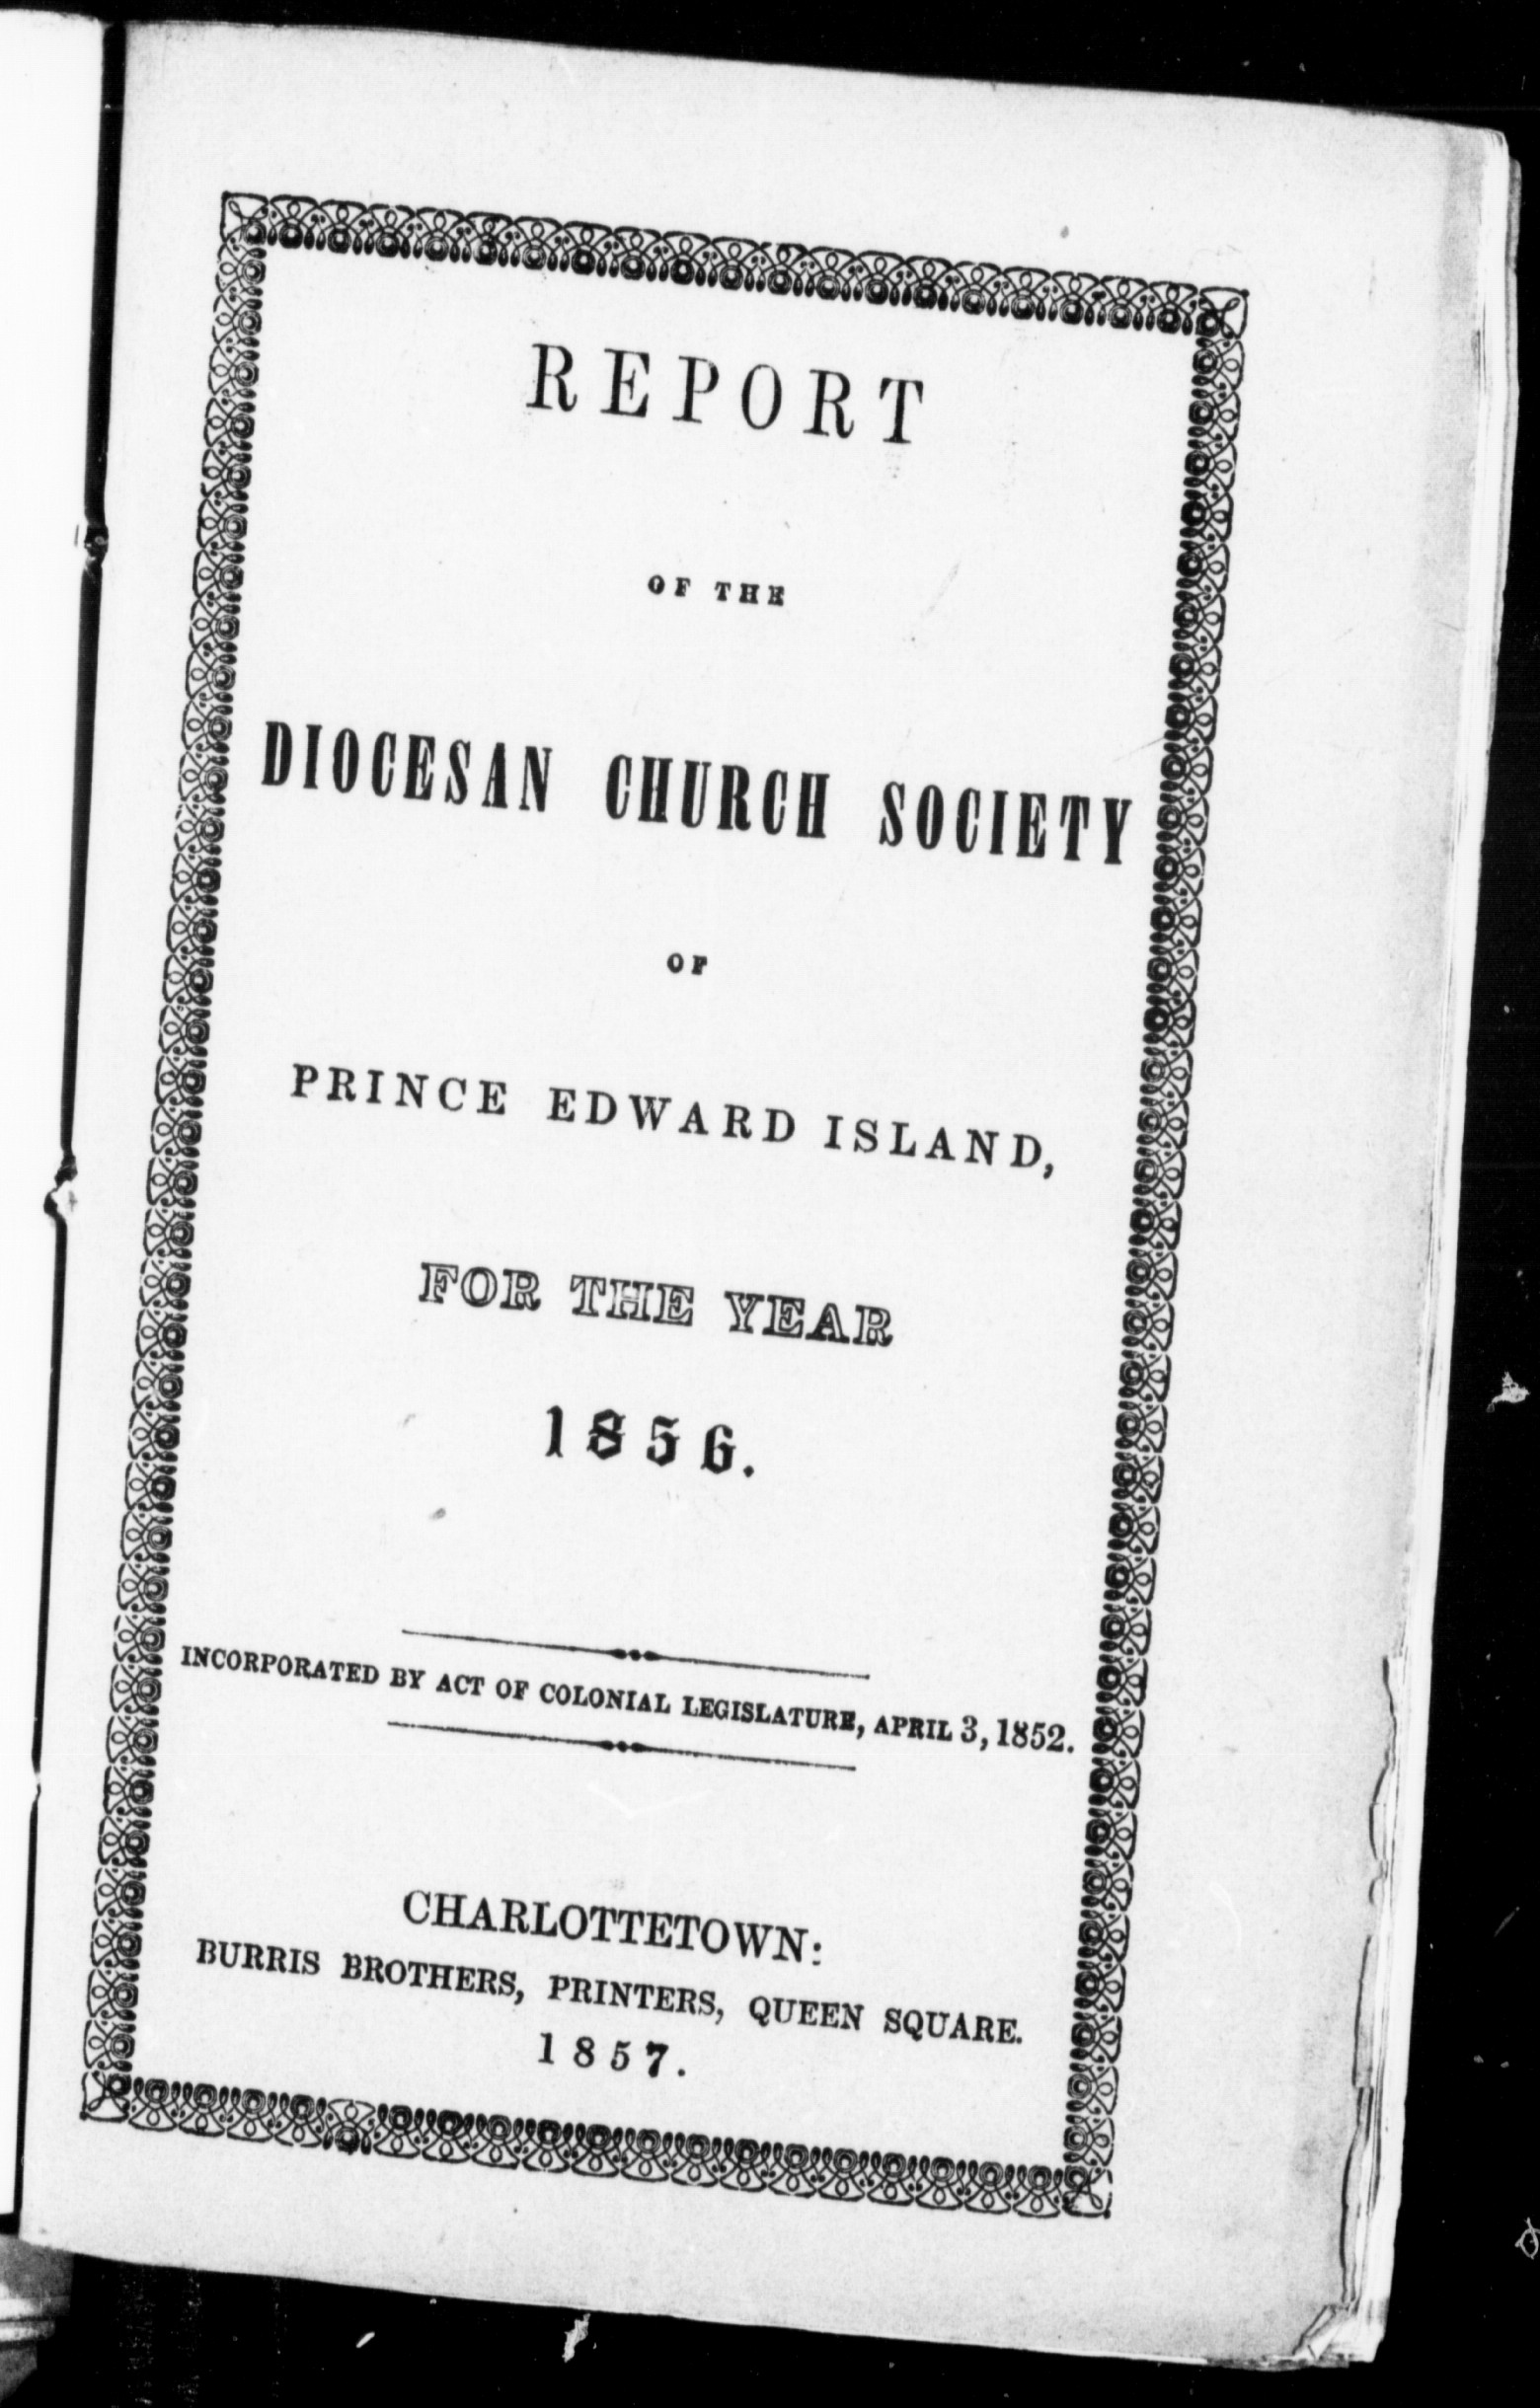 REPORT
OF THE
DIOCESAN CHURCH SOCIETY
OF
PRINCE EDWARD ISLAND,
FOR THE YEAR
1856.
INCORPORATED BY ACT OF COLONIAL LEGISLATURE, APRIL 3, 1852.
CHARLOTTETOWN:
BURRIS BROTHERS, PRINTERS, QUEEN SQUARE.
1857.